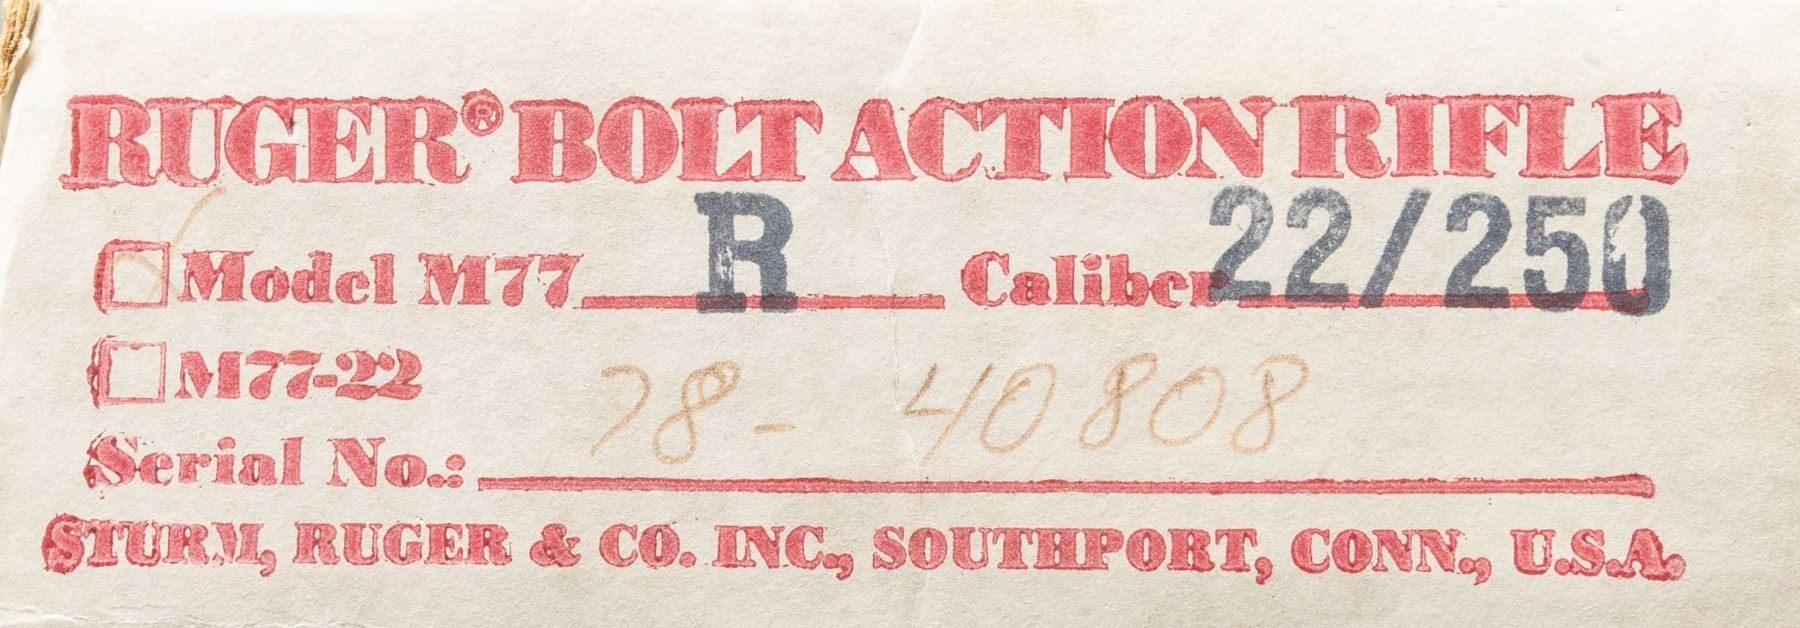 RUGER® BOLT ACTION RIFLE
Model M77 R Caliber 22/250
M77-22
78-40808
Serial No.:
STURM, RUGER & CO. INC., SOUTHPORT, CONN., U.S.A.